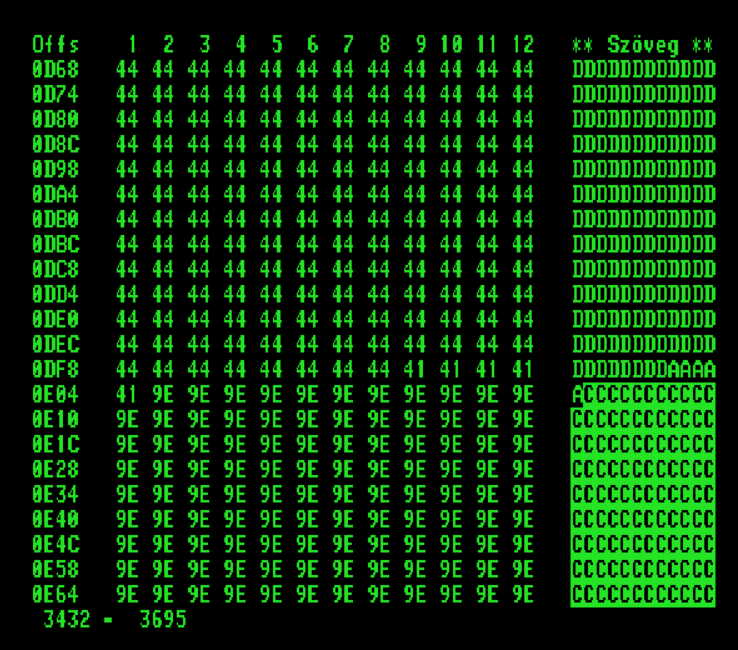 Offs 1 2 3 4 5 6 7 8 9 10 11 12 ** Szöveg **
0D68 44 44 44 44 44 44 44 44 44 44 44 44 DDDDDDDDDDDD
0D74 44 44 44 44 44 44 44 44 44 44 44 44 DDDDDDDDDDDD
0D80 44 44 44 44 44 44 44 44 44 44 44 44 DDDDDDDDDDDD
0D8C 44 44 44 44 44 44 44 44 44 44 44 44 DDDDDDDDDDDD
0D98 44 44 44 44 44 44 44 44 44 44 44 44 DDDDDDDDDDDD
0DA4 44 44 44 44 44 44 44 44 44 44 44 44 DDDDDDDDDDDD
0DB0 44 44 44 44 44 44 44 44 44 44 44 44 DDDDDDDDDDDD
0DBC 44 44 44 44 44 44 44 44 44 44 44 44 DDDDDDDDDDDD
0DC8 44 44 44 44 44 44 44 44 44 44 44 44 DDDDDDDDDDDD
0DD4 44 44 44 44 44 44 44 44 44 44 44 44 DDDDDDDDDDDD
0DE0 44 44 44 44 44 44 44 44 44 44 44 44 DDDDDDDDDDDD
0DEC 44 44 44 44 44 44 44 44 44 44 44 44 DDDDDDDDDDDD
0DF8 44 44 44 44 44 44 44 44 41 41 41 41 DDDDDDDDAAAA
0E04 41 9E 9E 9E 9E 9E 9E 9E 9E 9E 9E 9E ACCCCCCCCCCC
0E10 9E 9E 9E 9E 9E 9E 9E 9E 9E 9E 9E 9E CCCCCCCCCCCC
0E1C 9E 9E 9E 9E 9E 9E 9E 9E 9E 9E 9E 9E CCCCCCCCCCCC
0E28 9E 9E 9E 9E 9E 9E 9E 9E 9E 9E 9E 9E CCCCCCCCCCCC
0E34 9E 9E 9E 9E 9E 9E 9E 9E 9E 9E 9E 9E CCCCCCCCCCCC
0E40 9E 9E 9E 9E 9E 9E 9E 9E 9E 9E 9E 9E CCCCCCCCCCCC
0E4C 9E 9E 9E 9E 9E 9E 9E 9E 9E 9E 9E 9E CCCCCCCCCCCC
0E58 9E 9E 9E 9E 9E 9E 9E 9E 9E 9E 9E 9E CCCCCCCCCCCC
0E64 9E 9E 9E 9E 9E 9E 9E 9E 9E 9E 9E 9E CCCCCCCCCCCC
3432 - 3695